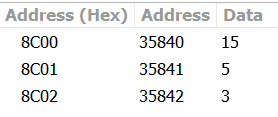 Address (Hex) Address Data
8C00 35840 15
8C01 35841 5
8C02 35842 3